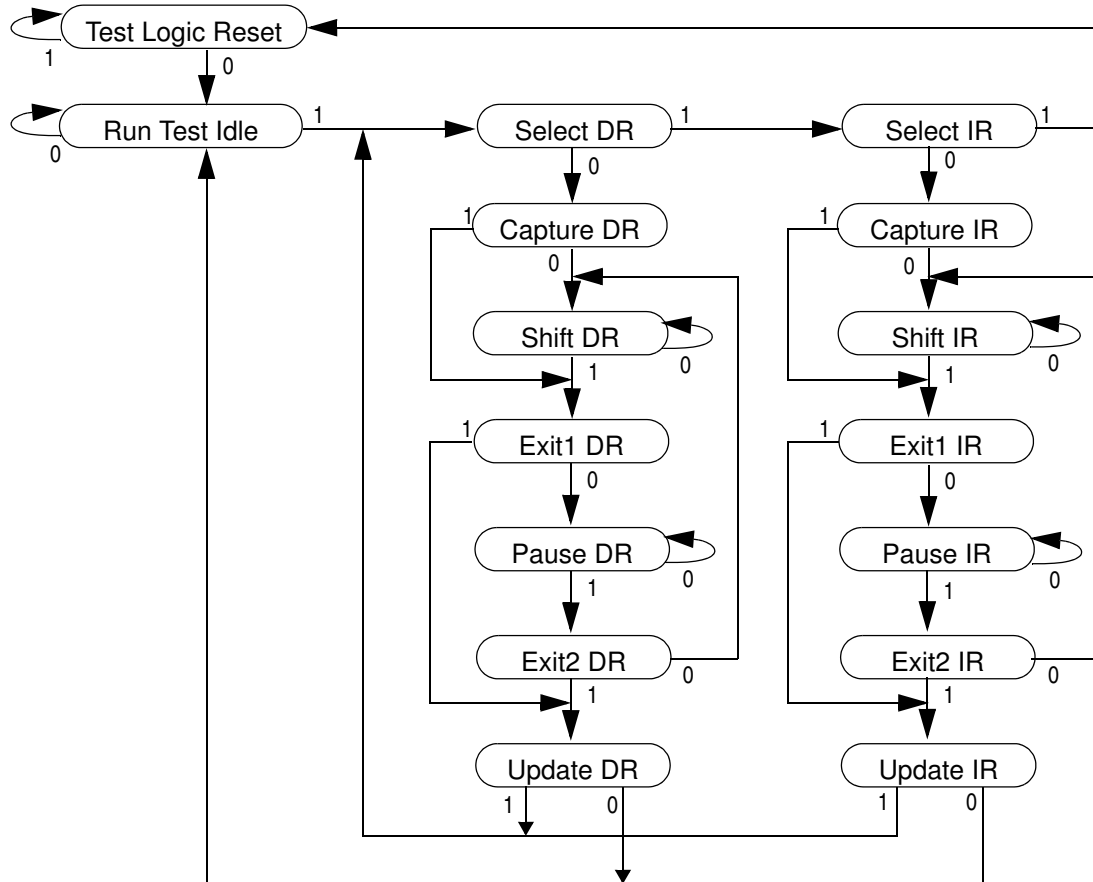 Test Logic Reset
1
0
Run Test Idle
1
Select DR
1
Select IR
1
0
0
0
1
Capture DR
1
Capture IR
0
0
Shift DR
0
Shift IR
0
1
1
1
Exit1 DR
1
Exit1 IR
0
0
Pause DR
0
Pause IR
0
1
1
Exit2 DR
0
Exit2 IR
0
1
1
Update DR
Update IR
1
0
1
0